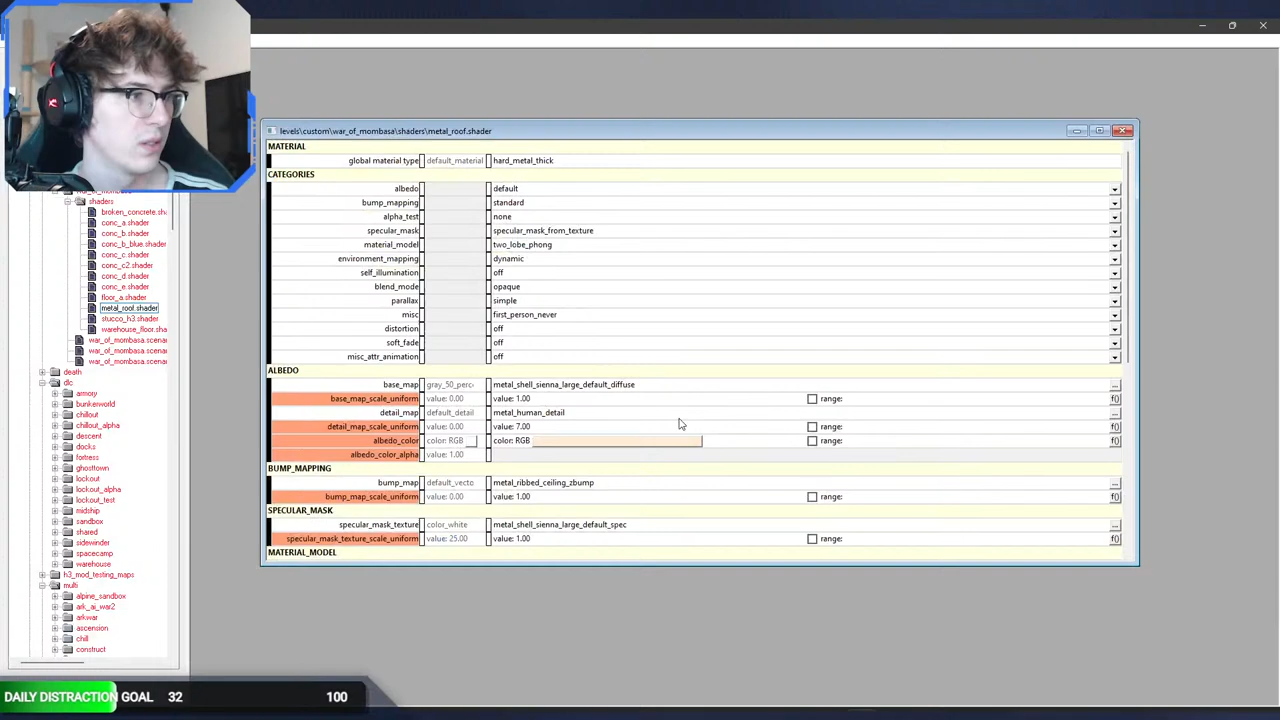 levels\custom\war_of_mombasa\shaders\metal_roof.shader
MATERIAL
global material type default_material hard_metal_thick
CATEGORIES
albedo default
bump_mapping standard
alpha_test none
specular_mask specular_mask_from_texture
material_model two_lobe_phong
environment_mapping dynamic
self_illumination off
blend_mode opaque
parallax simple
misc first_person_never
distortion off
soft_fade off
misc_attr_animation off
ALBEDO
base_map gray_50_perc metal_shell_sienna_large_default_diffuse ...
base_map_scale_uniform value: 0.00 value: 1.00 range: f()
detail_map default_detail metal_human_detail ...
detail_map_scale_uniform value: 0.00 value: 7.00 range: f()
albedo_color color: RGB color: RGB range: f()
albedo_color_alpha value: 1.00
BUMP_MAPPING
bump_map default_vecto metal_ribbed_ceiling_zbump ...
bump_map_scale_uniform value: 0.00 value: 1.00 range: f()
SPECULAR_MASK
specular_mask_texture color_white metal_shell_sienna_large_default_spec ...
specular_mask_texture_scale_uniform value: 25.00 value: 1.00 range: f()
MATERIAL_MODEL
shaders
broken_concrete.sha
conc_a.shader
conc_b.shader
conc_b_blue.shader
conc_c.shader
conc_c2.shader
conc_d.shader
conc_e.shader
floor_a.shader
metal_roof.shader
stucco_h3.shader
warehouse_floor.sha
war_of_mombasa.scenar
war_of_mombasa.scenar
war_of_mombasa.scenar
death
dlc
armory
bunkerworld
chillout
chillout_alpha
descent
docks
fortress
ghosttown
lockout
lockout_alpha
lockout_test
midship
sandbox
shared
sidewinder
spacecamp
warehouse
h3_mod_testing_maps
multi
alpine_sandbox
ark_ai_war2
arkwar
ascension
chill
construct
DAILY DISTRACTION GOAL 32 100